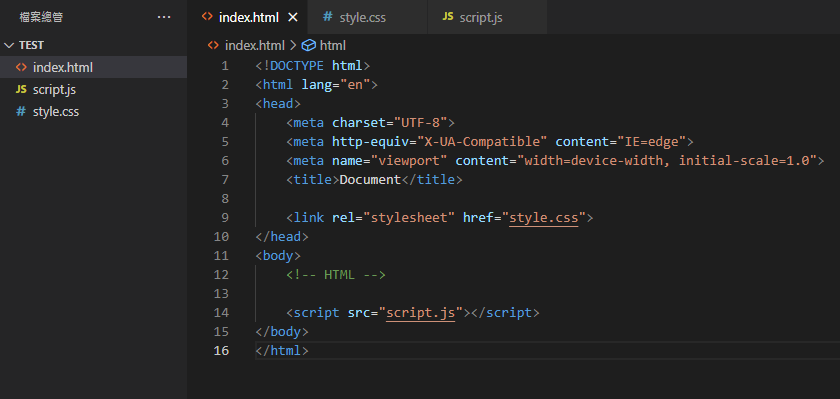 檔案總管 ···
TEST
index.html
JS script.js
# style.css
index.html × # style.css JS script.js
index.html > html
1 <!DOCTYPE html>
2 <html lang="en">
3 <head>
4 <meta charset="UTF-8">
5 <meta http-equiv="X-UA-Compatible" content="IE=edge">
6 <meta name="viewport" content="width=device-width, initial-scale=1.0">
7 <title>Document</title>
8
9 <link rel="stylesheet" href="style.css">
10 </head>
11 <body>
12 <!-- HTML -->
13
14 <script src="script.js"></script>
15 </body>
16 </html>